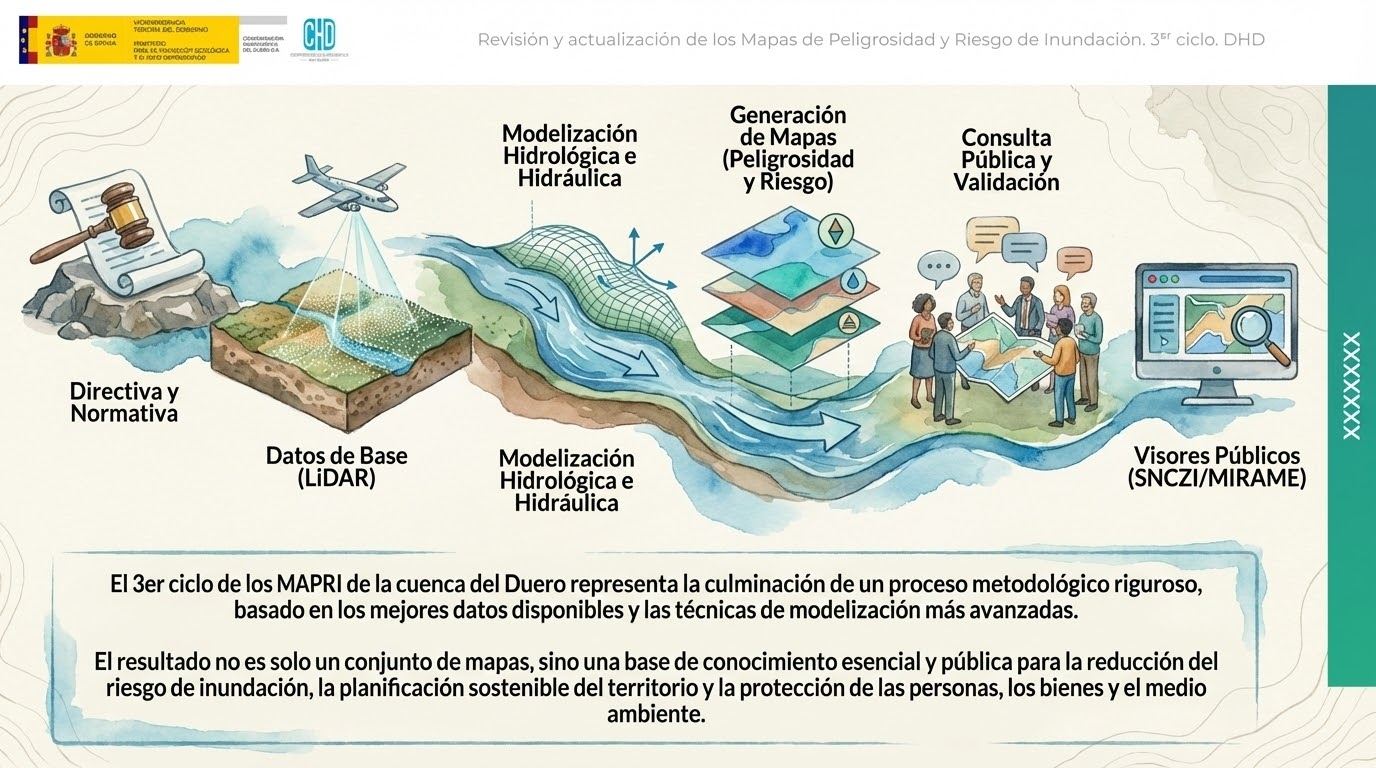 GOBIERNO
DE
CHD
Revisión y actualización de los Mapas de Peligrosidad y Riesgo de Inundación. 3er ciclo. DHD
Directiva y
Normativa
Datos de Base
(LiDAR)
Modelización
Hidrológica e
Hidráulica
Modelización
Hidrológica e
Hidráulica
Generación
de Mapas
(Peligrosidad
y Riesgo)
Consulta
Pública y
Validación
Visores Públicos
(SNCZI/MIRAME)
XXXXXXX
El 3er ciclo de los MAPRI de la cuenca del Duero representa la culminación de un proceso metodológico riguroso,
basado en los mejores datos disponibles y las técnicas de modelización más avanzadas.
El resultado no es solo un conjunto de mapas, sino una base de conocimiento esencial y pública para la reducción del
riesgo de inundación, la planificación sostenible del territorio y la protección de las personas, los bienes y el medio
ambiente.